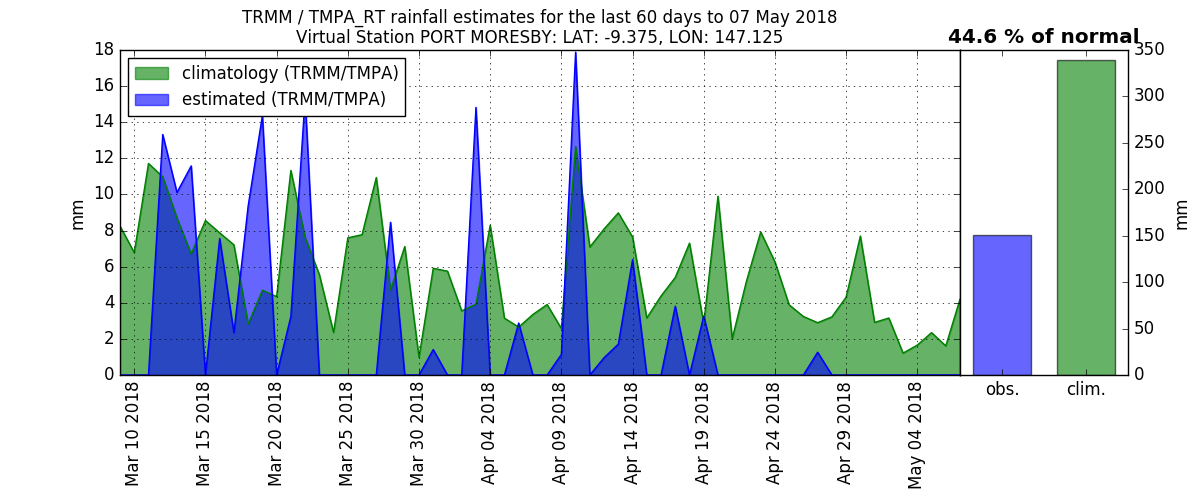 TRMM / TMPA_RT rainfall estimates for the last 60 days to 07 May 2018
Virtual Station PORT MORESBY: LAT: -9.375, LON: 147.125
44.6 % of normal
climatology (TRMM/TMPA)
estimated (TRMM/TMPA)
18
16
14
12
10
8
6
4
2
0
mm
Mar 10 2018
Mar 15 2018
Mar 20 2018
Mar 25 2018
Mar 30 2018
Apr 04 2018
Apr 09 2018
Apr 14 2018
Apr 19 2018
Apr 24 2018
Apr 29 2018
May 04 2018
obs.
clim.
350
300
250
200
150
100
50
0
mm